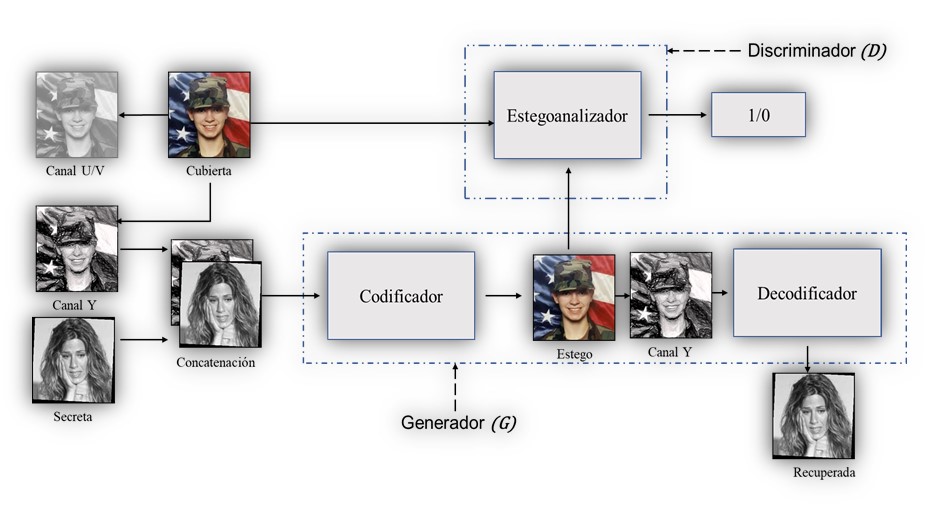 Discriminador (D)
Estegoanalizador
1/0
Canal U/V
Cubierta
Canal Y
Codificador
Decodificador
Concatenación
Estego
Canal Y
Secreta
Generador (G)
Recuperada